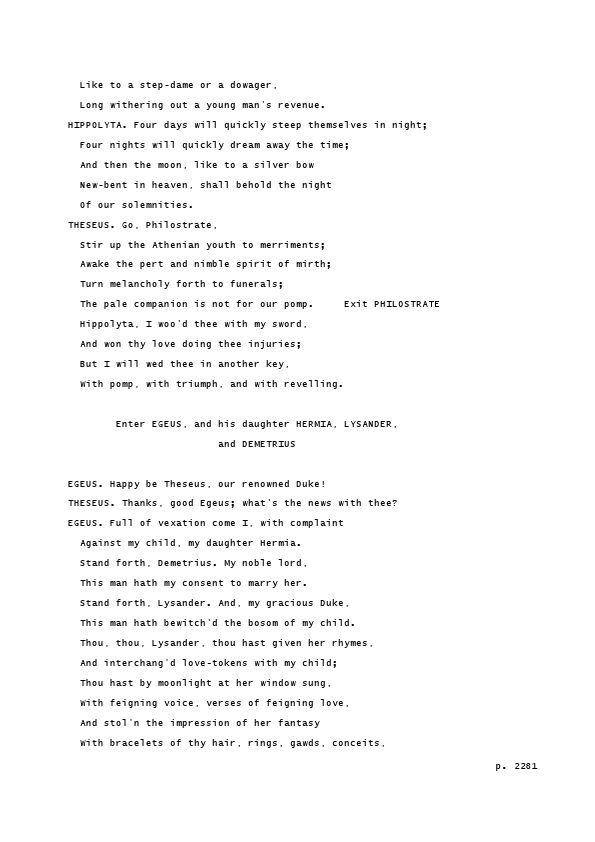 Like to a step-dame or a dowager,
Long withering out a young man's revenue.
HIPPOLYTA. Four days will quickly steep themselves in night;
Four nights will quickly dream away the time;
And then the moon, like to a silver bow
New-bent in heaven, shall behold the night
Of our solemnities.
THESEUS. Go, Philostrate,
Stir up the Athenian youth to merriments;
Awake the pert and nimble spirit of mirth;
Turn melancholy forth to funerals;
The pale companion is not for our pomp. Exit PHILOSTRATE
Hippolyta, I woo'd thee with my sword,
And won thy love doing thee injuries;
But I will wed thee in another key,
With pomp, with triumph, and with revelling.
Enter EGEUS, and his daughter HERMIA, LYSANDER,
and DEMETRIUS
EGEUS. Happy be Theseus, our renowned Duke!
THESEUS. Thanks, good Egeus; what's the news with thee?
EGEUS. Full of vexation come I, with complaint
Against my child, my daughter Hermia.
Stand forth, Demetrius. My noble lord,
This man hath my consent to marry her.
Stand forth, Lysander. And, my gracious Duke,
This man hath bewitch'd the bosom of my child.
Thou, thou, Lysander, thou hast given her rhymes,
And interchang'd love-tokens with my child;
Thou hast by moonlight at her window sung,
With feigning voice, verses of feigning love,
And stol'n the impression of her fantasy
With bracelets of thy hair, rings, gawds, conceits,
p. 2281